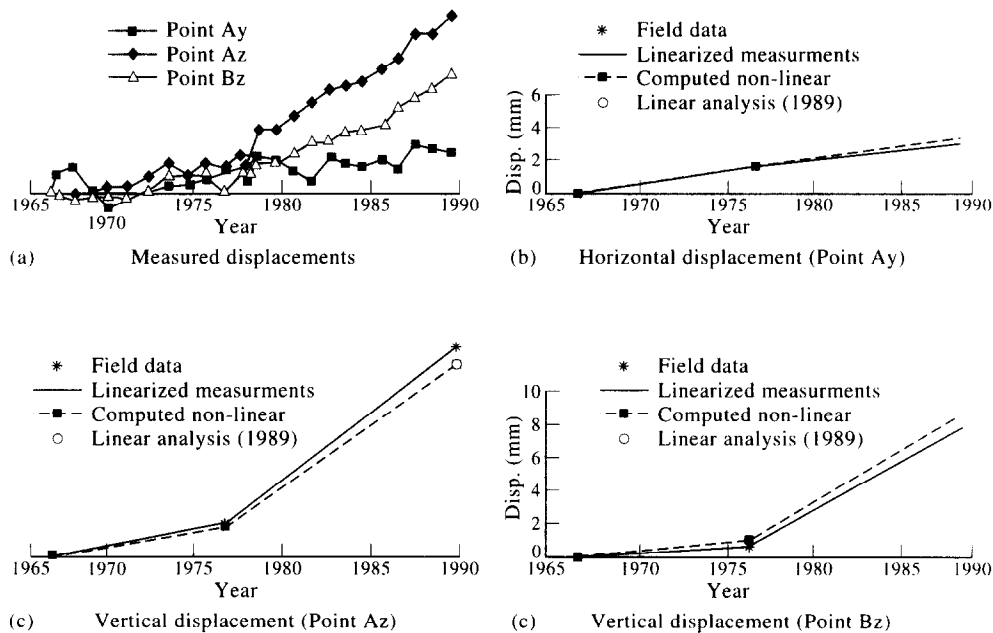 Point Ay
Point Az
Point Bz
1965 1970 1975 1980 1985 1990
Year
(a) Measured displacements
Field data
Linearized measurments
Computed non-linear
Linear analysis (1989)
Disp. (mm)
6
4
2
0
1965 1970 1975 1980 1985 1990
Year
(b) Horizontal displacement (Point Ay)
Field data
Linearized measurments
Computed non-linear
Linear analysis (1989)
1965 1970 1975 1980 1985 1990
Year
(c) Vertical displacement (Point Az)
Field data
Linearized measurments
Computed non-linear
Linear analysis (1989)
Disp. (mm)
10
8
6
4
2
0
1965 1970 1975 1980 1985 1990
Year
(c) Vertical displacement (Point Bz)